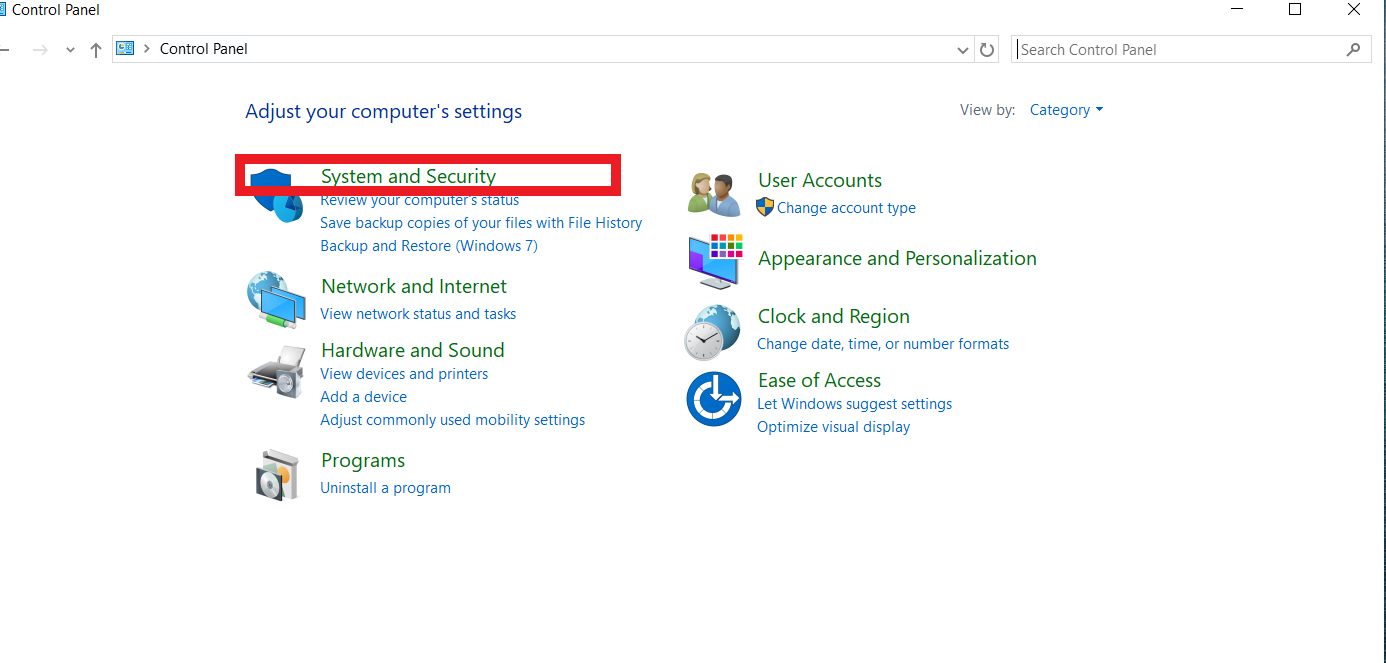 Control Panel
Control Panel
Search Control Panel
Adjust your computer's settings
View by: Category
System and Security
Review your computer's status
Save backup copies of your files with File History
Backup and Restore (Windows 7)
Network and Internet
View network status and tasks
Hardware and Sound
View devices and printers
Add a device
Adjust commonly used mobility settings
Programs
Uninstall a program
User Accounts
Change account type
Appearance and Personalization
Clock and Region
Change date, time, or number formats
Ease of Access
Let Windows suggest settings
Optimize visual display